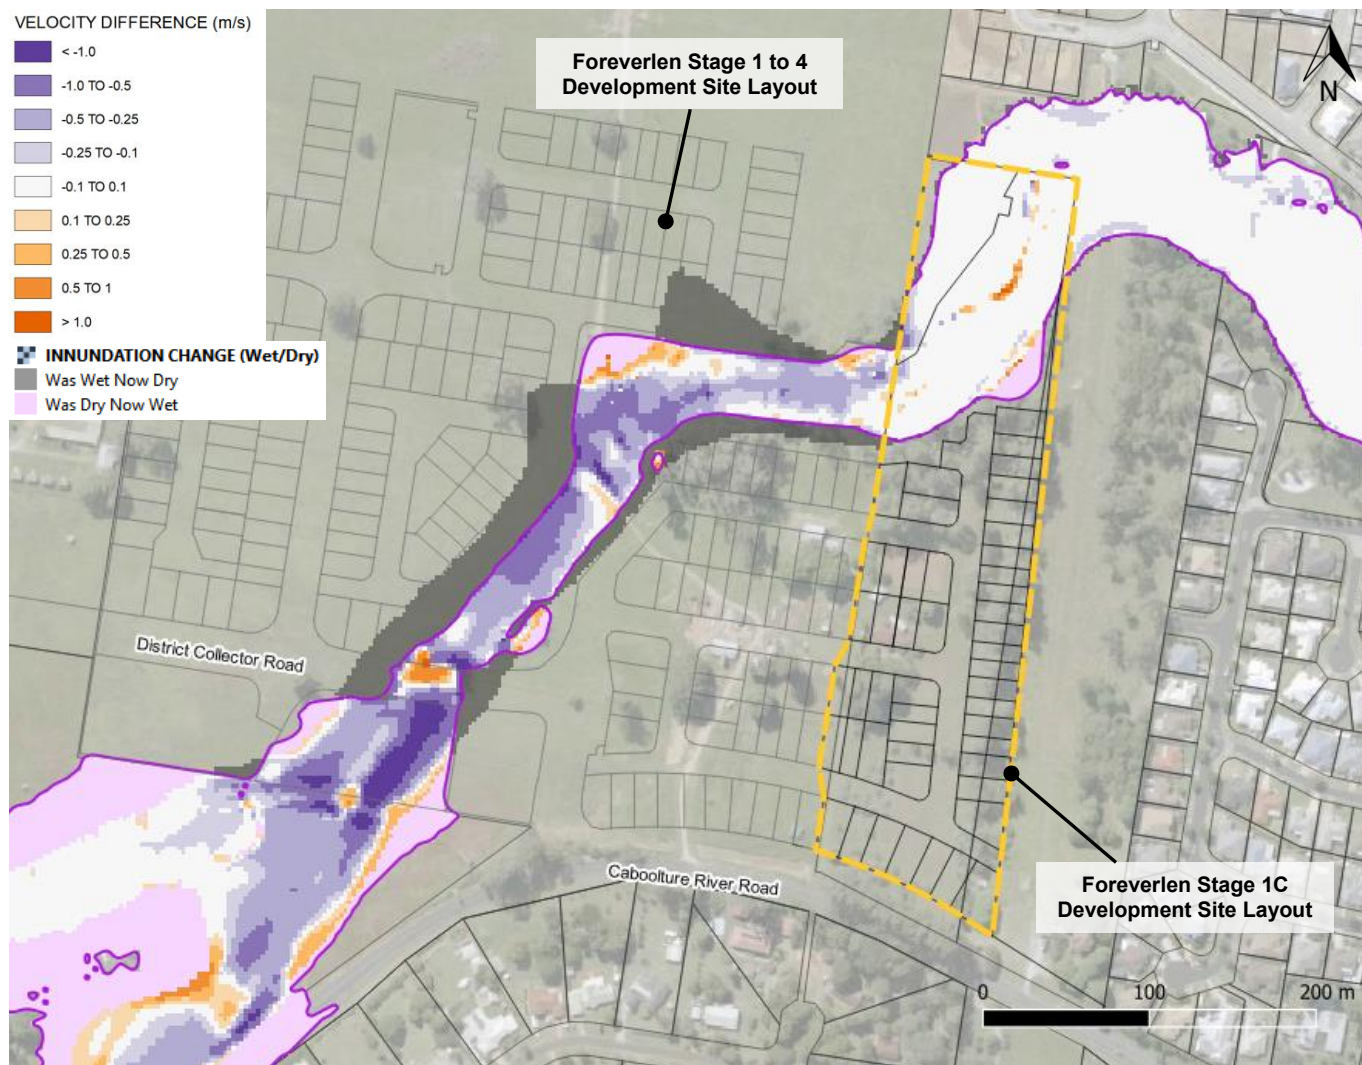 VELOCITY DIFFERENCE (m/s)
< -1.0
-1.0 TO -0.5
-0.5 TO -0.25
-0.25 TO -0.1
-0.1 TO 0.1
0.1 TO 0.25
0.25 TO 0.5
0.5 TO 1
> 1.0
INNUNDATION CHANGE (Wet/Dry)
Was Wet Now Dry
Was Dry Now Wet
Foreverlen Stage 1 to 4
Development Site Layout
N
District Collector Road
Caboolture River Road
Foreverlen Stage 1C
Development Site Layout
0 100 200 m